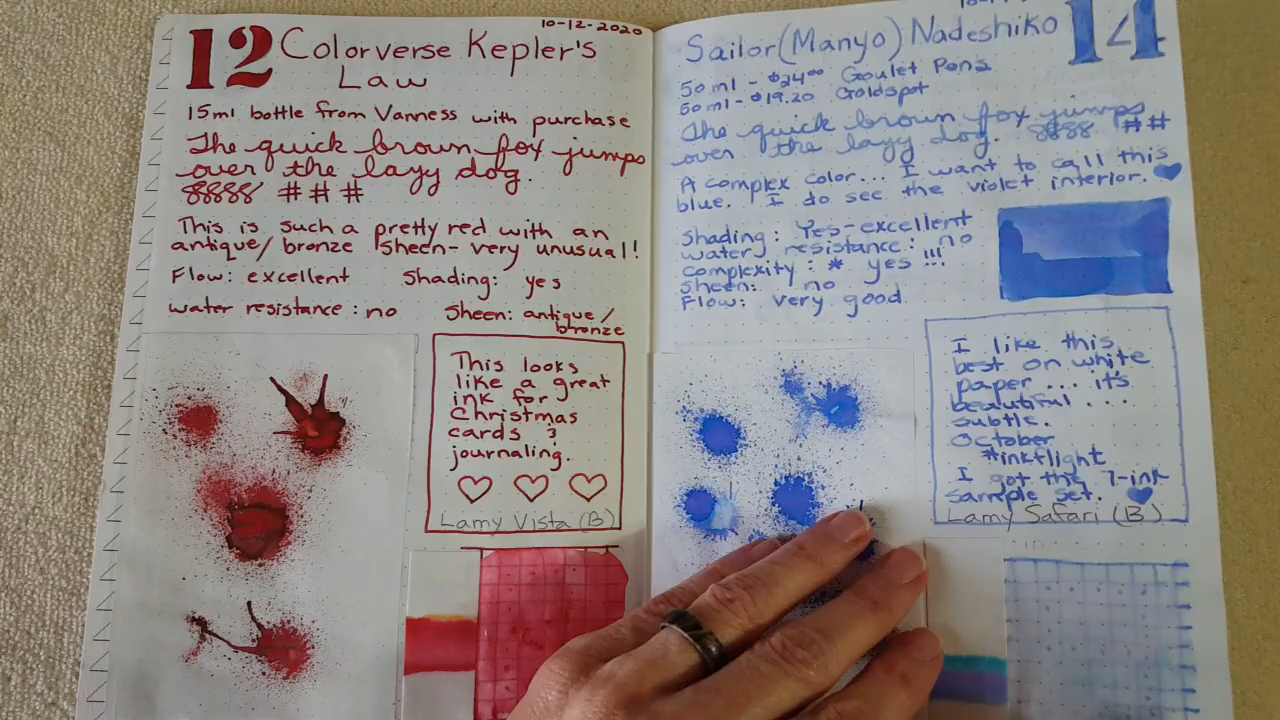 10-12-2020
12 Colorverse Kepler's
Law
15ml bottle from Vanness with purchase
The quick brown fox jumps
over the lazy dog.
8888 # # #
This is such a pretty red with an
antique/bronze sheen- very unusual!
Flow: excellent Shading: yes
water resistance: no Sheen: antique/
bronze
This looks
like a great
ink for
Christmas
cards &
journaling.
Lamy Vista (B)
14
Sailor (Manyo) Nadeshiko
50 ml - $24.00 Goulet Pens
50 ml - $19.20 Goldspot
The quick brown fox jumps
over the lazy dog. 8888 # #
A complex color... I want to call this
blue. I do see the violet interior.
Shading: Yes-excellent
water resistance: no
complexity: * yes !!!
Sheen: no
Flow: very good
I like this
best on white
paper ... it's
beautiful ...
subtle.
October
#inkflight
I got the 7-ink
sample set.
Lamy Safari (B)